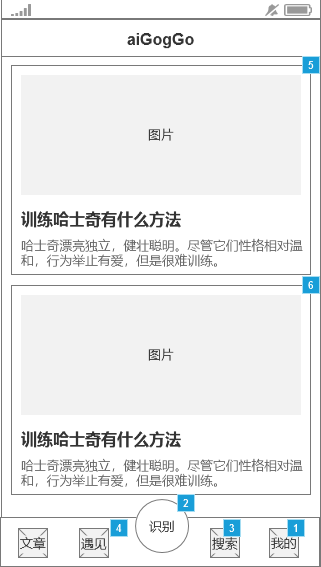 aiGogGo
5
图片
训练哈士奇有什么方法
哈士奇漂亮独立，健壮聪明。尽管它们性格相对温
和，行为举止有爱，但是很难训练。
6
图片
训练哈士奇有什么方法
哈士奇漂亮独立，健壮聪明。尽管它们性格相对温
和，行为举止有爱，但是很难训练。
文章
遇见
4
识别
2
搜索
3
我的
1